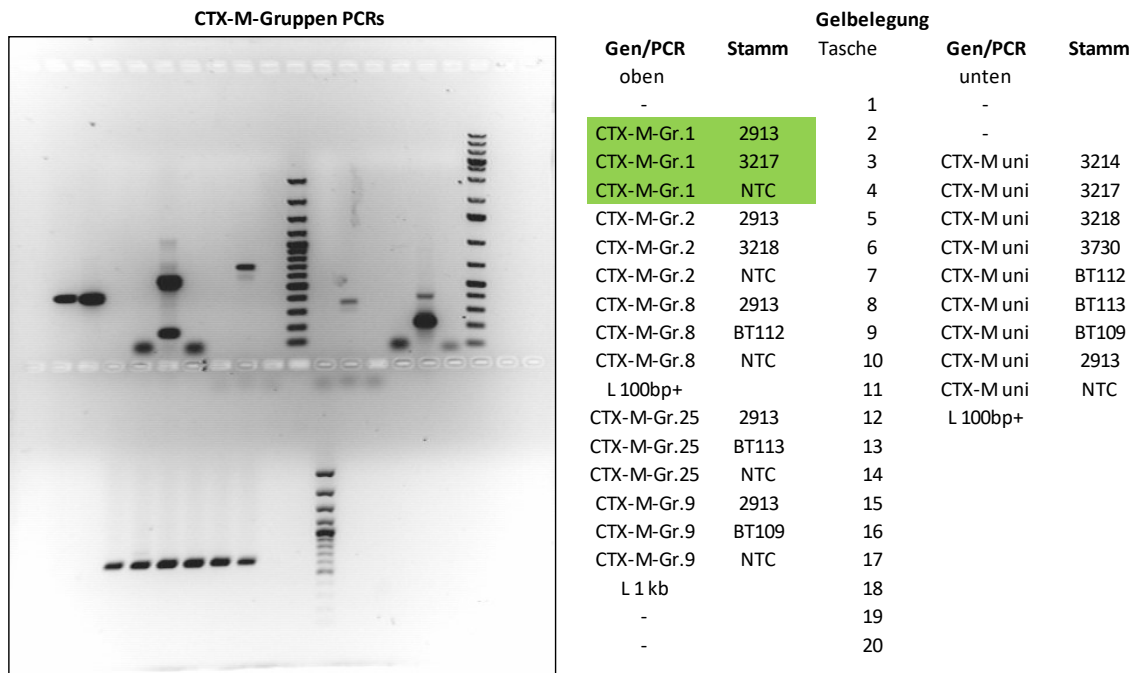 CTX-M-Gruppen PCRs
Gelbelegung
Gen/PCR Stamm Tasche Gen/PCR Stamm
oben unten
- 1 -
CTX-M-Gr.1 2913 2 -
CTX-M-Gr.1 3217 3 CTX-M uni 3214
CTX-M-Gr.1 NTC 4 CTX-M uni 3217
CTX-M-Gr.2 2913 5 CTX-M uni 3218
CTX-M-Gr.2 3218 6 CTX-M uni 3730
CTX-M-Gr.2 NTC 7 CTX-M uni BT112
CTX-M-Gr.8 2913 8 CTX-M uni BT113
CTX-M-Gr.8 BT112 9 CTX-M uni BT109
CTX-M-Gr.8 NTC 10 CTX-M uni 2913
L 100bp+ 11 CTX-M uni NTC
CTX-M-Gr.25 2913 12 L 100bp+
CTX-M-Gr.25 BT113 13
CTX-M-Gr.25 NTC 14
CTX-M-Gr.9 2913 15
CTX-M-Gr.9 BT109 16
CTX-M-Gr.9 NTC 17
L 1 kb 18
- 19
- 20